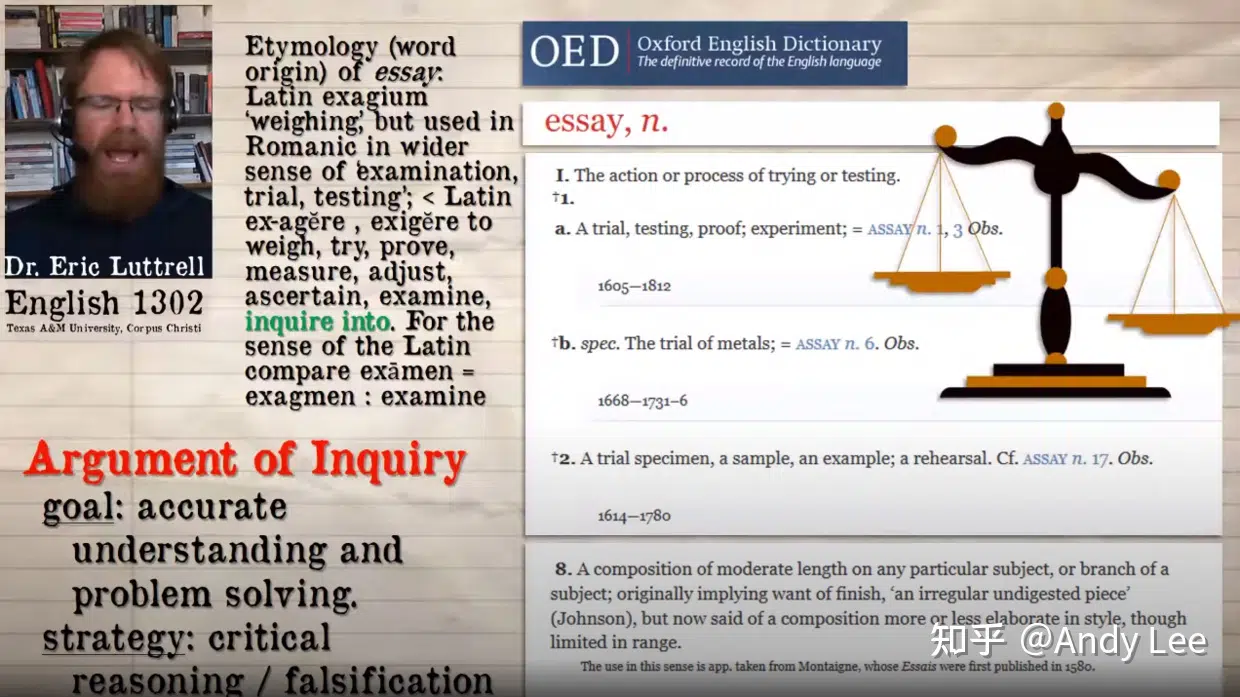 Dr. Eric Luttrell
English 1302
Texas A&M University, Corpus Christi
Etymology (word
origin) of essay:
Latin exagium
‘weighing,’ but used in
Romanic in wider
sense of ‘examination,
trial, testing’; < Latin
ex-agĕre , exigĕre to
weigh, try, prove,
measure, adjust,
ascertain, examine,
inquire into. For the
sense of the Latin
compare exāmen =
exagmen : examine
Argument of Inquiry
goal: accurate
understanding and
problem solving.
strategy: critical
reasoning / falsification
OED Oxford English Dictionary
The definitive record of the English language
essay, n.
I. The action or process of trying or testing.
†1.
a. A trial, testing, proof; experiment; = ASSAY n. 1, 3 Obs.
1605—1812
†b. spec. The trial of metals; = ASSAY n. 6. Obs.
1668—1731–6
†2. A trial specimen, a sample, an example; a rehearsal. Cf. ASSAY n. 17. Obs.
1614—1780
8. A composition of moderate length on any particular subject, or branch of a
subject; originally implying want of finish, ‘an irregular undigested piece’
(Johnson), but now said of a composition more or less elaborate in style, though
limited in range.
The use in this sense is app. taken from Montaigne, whose Essais were first published in 1580.
知乎 @Andy Lee